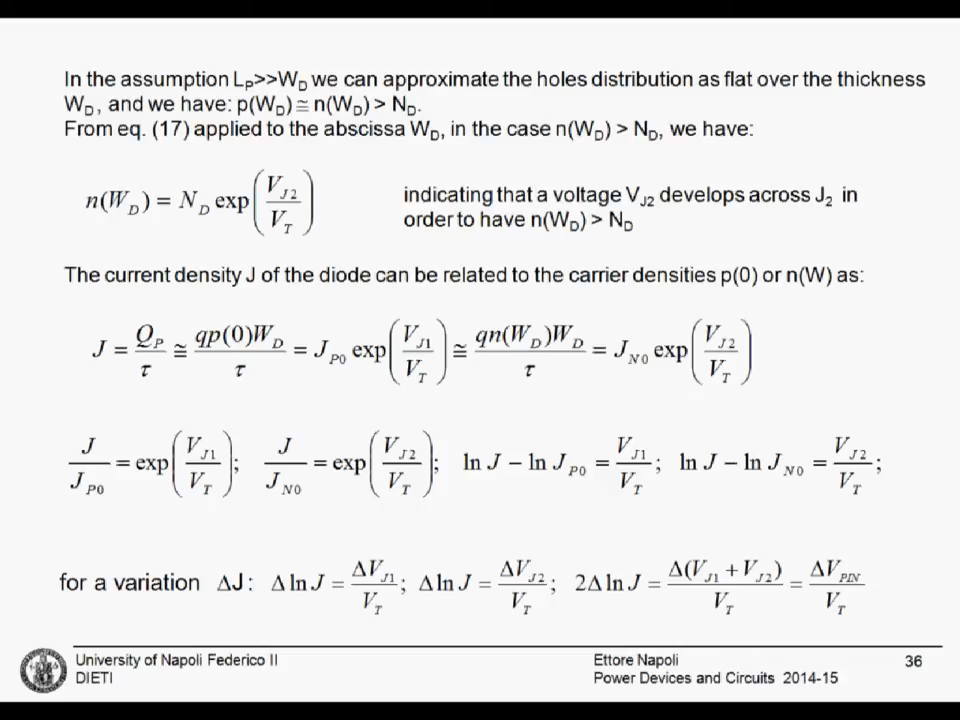 In the assumption L_P>>W_D we can approximate the holes distribution as flat over the thickness
W_D, and we have: p(W_D) ≅ n(W_D) > N_D.
From eq. (17) applied to the abscissa W_D, in the case n(W_D) > N_D, we have:
n(W_D) = N_D exp(V_J2 / V_T)
indicating that a voltage V_J2 develops across J_2 in
order to have n(W_D) > N_D
The current density J of the diode can be related to the carrier densities p(0) or n(W) as:
J = Q_P / τ ≅ qp(0)W_D / τ = J_P0 exp(V_J1 / V_T) ≅ qn(W_D)W_D / τ = J_N0 exp(V_J2 / V_T)
J / J_P0 = exp(V_J1 / V_T); J / J_N0 = exp(V_J2 / V_T); ln J − ln J_P0 = V_J1 / V_T; ln J − ln J_N0 = V_J2 / V_T;
for a variation ΔJ: Δ ln J = ΔV_J1 / V_T; Δ ln J = ΔV_J2 / V_T; 2Δ ln J = Δ(V_J1 + V_J2) / V_T = ΔV_PIN / V_T
University of Napoli Federico II
DIETI
Ettore Napoli
Power Devices and Circuits 2014-15
36